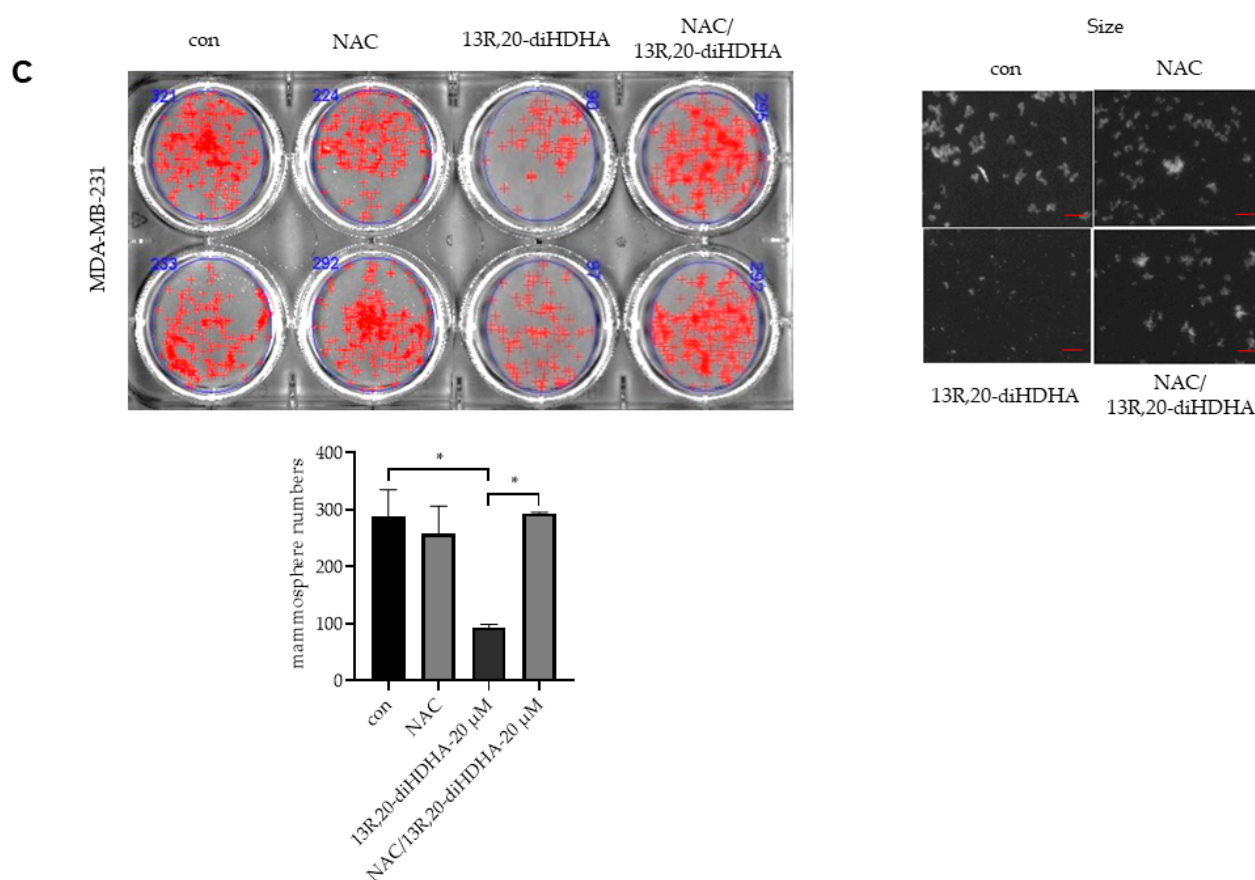 con
NAC
13R,20-diHDHA
NAC/
13R,20-diHDHA
Size
con
NAC
C
MDA-MB-231
321
224
90
295
233
292
97
292
13R,20-diHDHA
NAC/
13R,20-diHDHA
400
300
200
100
0
mammosphere numbers
*
*
con
NAC
13R,20-diHDHA-20 μM
NAC/13R,20-diHDHA-20 μM